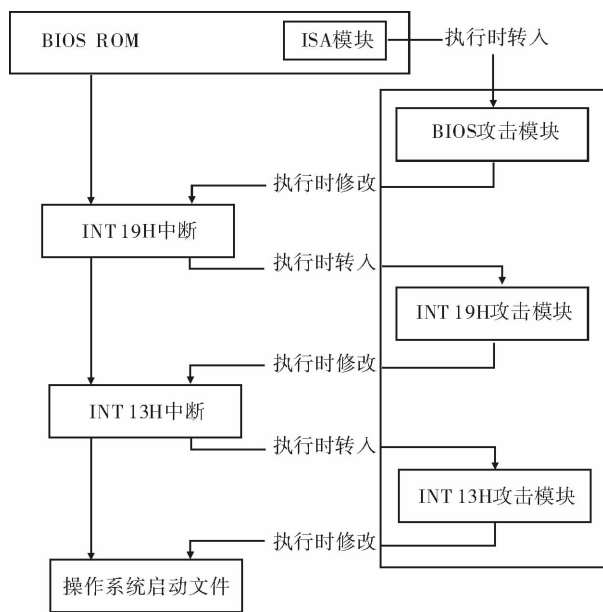 BIOS ROM
ISA模块
执行时转入
BIOS攻击模块
执行时修改
INT 19H中断
执行时转入
INT 19H攻击模块
执行时修改
INT 13H中断
执行时转入
INT 13H攻击模块
执行时修改
操作系统启动文件